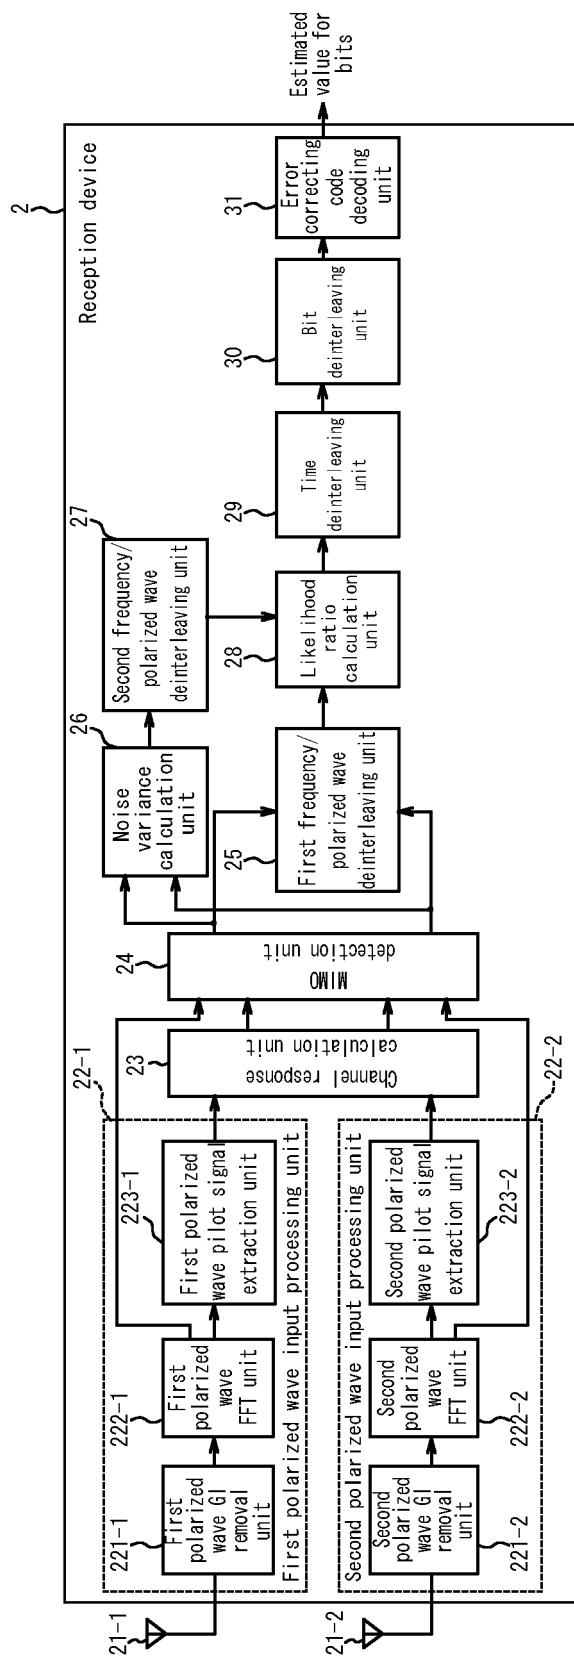 2
Reception device
21-1
221-1
First
polarized
wave GI
removal
unit
222-1
First
polarized
wave
FFT unit
223-1
First polarized
wave pilot signal
extraction unit
22-1
First polarized wave input processing unit
21-2
221-2
Second
polarized
wave GI
removal
unit
222-2
Second
polarized
wave
FFT unit
223-2
Second polarized
wave pilot signal
extraction unit
22-2
Second polarized wave input processing unit
23
Channel response
calculation unit
24
MIMO
detection unit
25
First frequency/
polarized wave
deinterleaving unit
26
Noise
variance
calculation
unit
27
Second frequency/
polarized wave
deinterleaving unit
28
Likelihood
ratio
calculation
unit
29
Time
deinterleaving
unit
30
Bit
deinterleaving
unit
31
Error
correcting
code
decoding
unit
Estimated
value for
bits